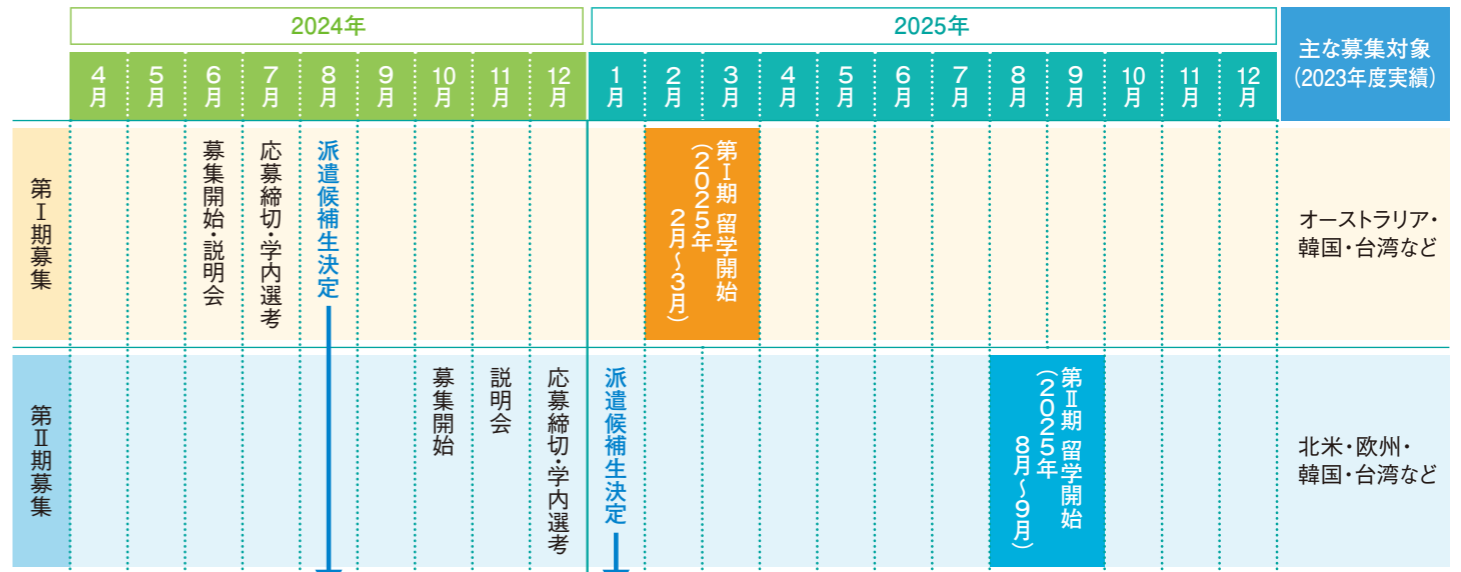 2024年
2025年
主な募集対象
（2023年度実績）
4月
5月
6月
7月
8月
9月
10月
11月
12月
1月
2月
3月
4月
5月
6月
7月
8月
9月
10月
11月
12月
第Ⅰ期募集
募集開始・説明会
応募締切・学内選考
派遣候補生決定
第Ⅰ期 留学開始
（2025年
2月～3月）
オーストラリア・
韓国・台湾など
第Ⅱ期募集
募集開始
説明会
応募締切・学内選考
派遣候補生決定
第Ⅱ期 留学開始
（2025年
8月～9月）
北米・欧州・
韓国・台湾など